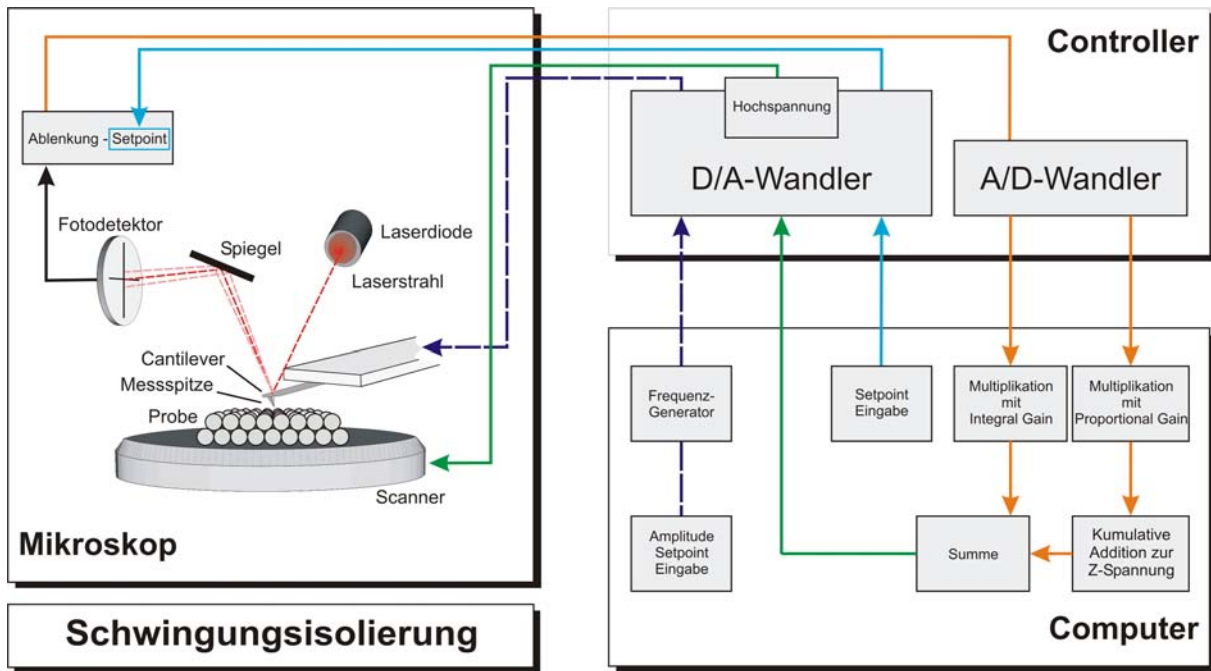 Controller
Hochspannung
D/A-Wandler
A/D-Wandler
Ablenkung - Setpoint
Fotodetektor
Spiegel
Laserdiode
Laserstrahl
Cantilever
Messspitze
Probe
Scanner
Mikroskop
Schwingungsisolierung
Frequenz-
Generator
Setpoint
Eingabe
Multiplikation
mit
Integral Gain
Multiplikation
mit
Proportional Gain
Amplitude
Setpoint
Eingabe
Summe
Kumulative
Addition zur
Z-Spannung
Computer